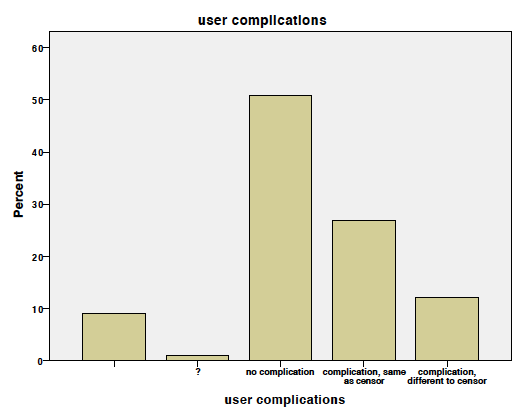 user complications
60
50
40
30
20
10
0
Percent
?
no complication
complication, same
as censor
complication,
different to censor
user complications